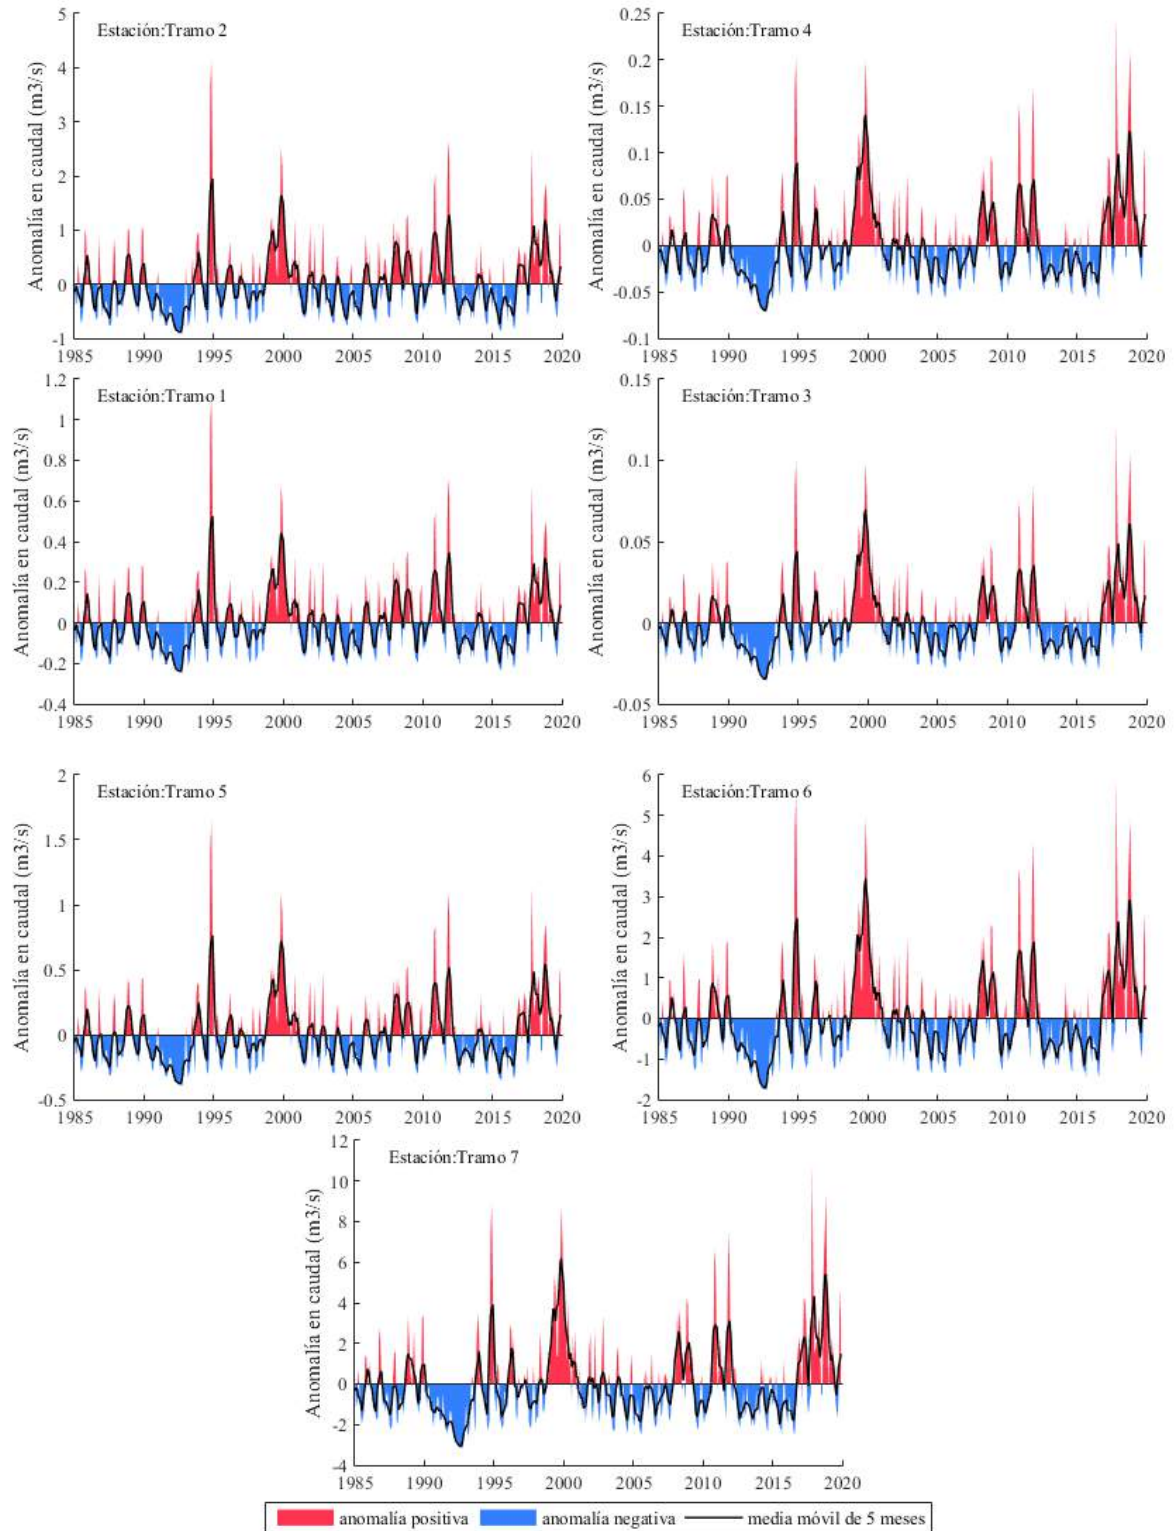 Estación:Tramo 2
Anomalía en caudal (m3/s)
5
4
3
2
1
0
-1
1985 1990 1995 2000 2005 2010 2015 2020
Estación:Tramo 4
Anomalía en caudal (m3/s)
0.25
0.2
0.15
0.1
0.05
0
-0.05
-0.1
1985 1990 1995 2000 2005 2010 2015 2020
Estación:Tramo 1
Anomalía en caudal (m3/s)
1.2
1
0.8
0.6
0.4
0.2
0
-0.2
-0.4
1985 1990 1995 2000 2005 2010 2015 2020
Estación:Tramo 3
Anomalía en caudal (m3/s)
0.15
0.1
0.05
0
-0.05
1985 1990 1995 2000 2005 2010 2015 2020
Estación:Tramo 5
Anomalía en caudal (m3/s)
2
1.5
1
0.5
0
-0.5
1985 1990 1995 2000 2005 2010 2015 2020
Estación:Tramo 6
Anomalía en caudal (m3/s)
6
5
4
3
2
1
0
-1
-2
1985 1990 1995 2000 2005 2010 2015 2020
Estación:Tramo 7
Anomalía en caudal (m3/s)
12
10
8
6
4
2
0
-2
-4
1985 1990 1995 2000 2005 2010 2015 2020
anomalía positiva anomalía negativa media móvil de 5 meses